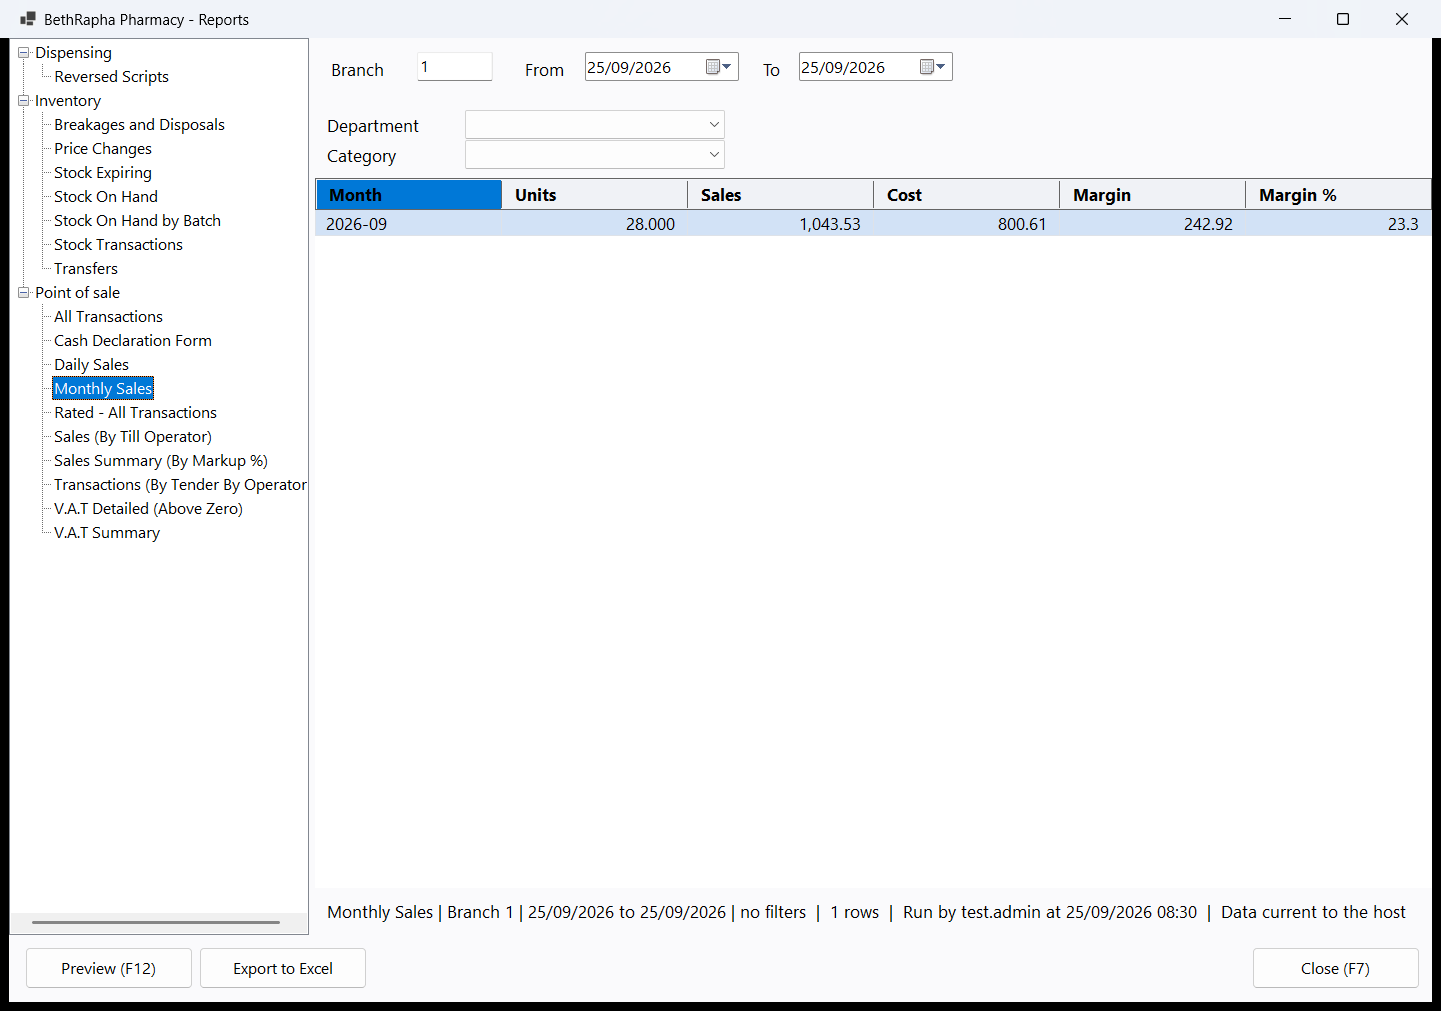 BethRapha Pharmacy - Reports
Dispensing
Reversed Scripts
Inventory
Breakages and Disposals
Price Changes
Stock Expiring
Stock On Hand
Stock On Hand by Batch
Stock Transactions
Transfers
Point of sale
All Transactions
Cash Declaration Form
Daily Sales
Monthly Sales
Rated - All Transactions
Sales (By Till Operator)
Sales Summary (By Markup %)
Transactions (By Tender By Operator
V.A.T Detailed (Above Zero)
V.A.T Summary
Branch 1 From 25/09/2026 To 25/09/2026
Department
Category
Month Units Sales Cost Margin Margin %
2026-09 28.000 1,043.53 800.61 242.92 23.3
Monthly Sales | Branch 1 | 25/09/2026 to 25/09/2026 | no filters | 1 rows | Run by test.admin at 25/09/2026 08:30 | Data current to the host
Preview (F12) Export to Excel Close (F7)